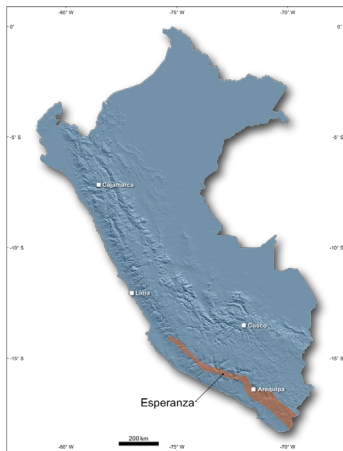 -80° W
-75° W
-70° W
0°
0°
-5° S
-5° S
Cajamarca
-10° S
-10° S
Lima
Cusco
-15° S
-15° S
Arequipa
Esperanza
200 km
-80° W
-75° W
-70° W